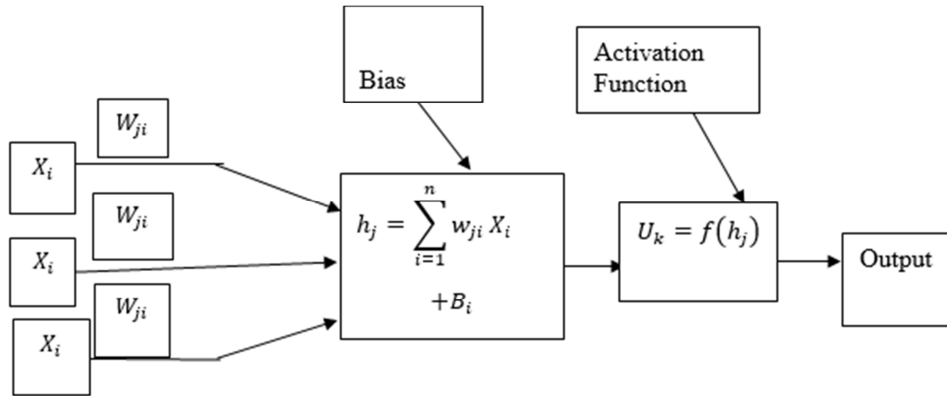 Bias
Activation
Function
W_{ji}
X_i
W_{ji}
X_i
W_{ji}
X_i
h_j = \sum_{i=1}^{n} w_{ji} X_i
+B_i
U_k = f(h_j)
Output